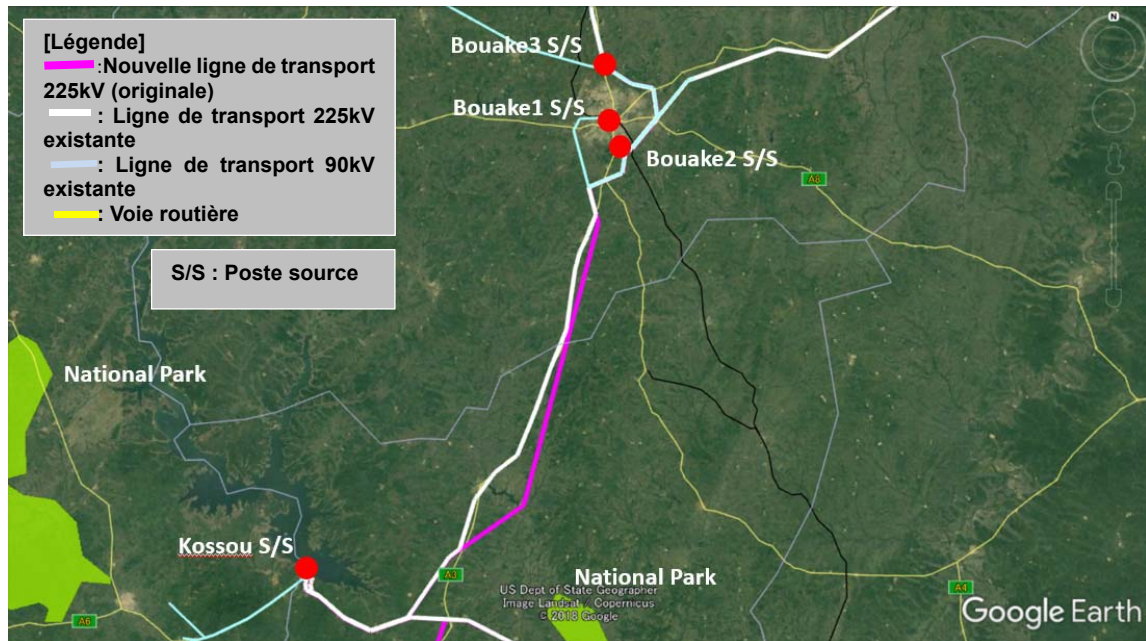 [Légende]
:Nouvelle ligne de transport
225kV (originale)
: Ligne de transport 225kV
existante
: Ligne de transport 90kV
existante
: Voie routière
S/S : Poste source
Bouake3 S/S
Bouake1 S/S
Bouake2 S/S
N
A8
National Park
Kossou S/S
A3
National Park
US Dept of State Geographer
Image Landsat / Copernicus
© 2018 Google
A4
A6
Google Earth